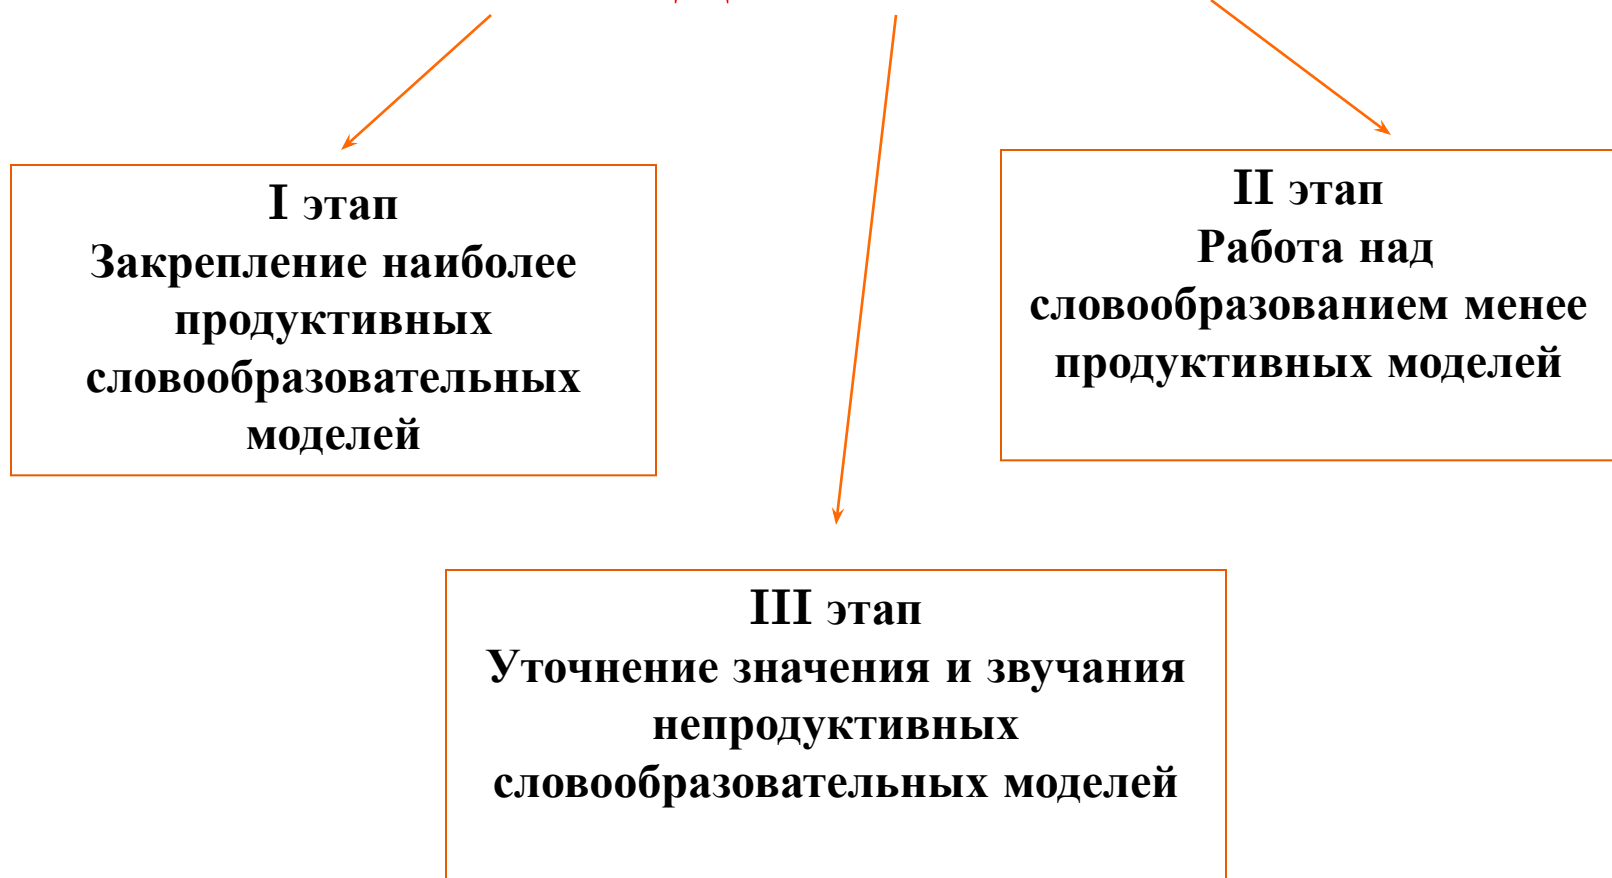 I этап
Закрепление наиболее
продуктивных
словообразовательных
моделей
II этап
Работа над
словообразованием менее
продуктивных моделей
III этап
Уточнение значения и звучания
непродуктивных
словообразовательных моделей